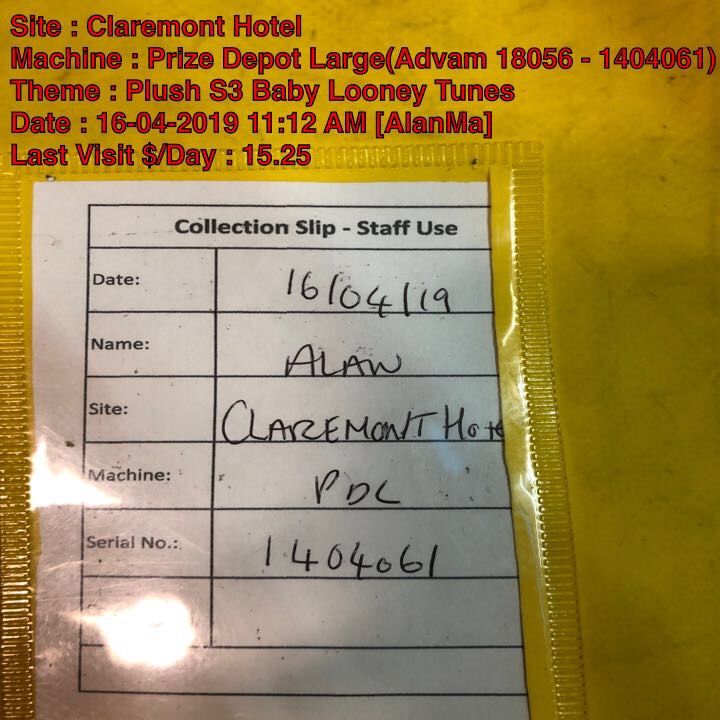 Site : Claremont Hotel
Machine : Prize Depot Large(Advam 18056 - 1404061)
Theme : Plush S3 Baby Looney Tunes
Date : 16-04-2019 11:12 AM [AlanMa]
Last Visit $/Day : 15.25
Collection Slip - Staff Use
Date: 16/04/19
Name: ALAN
Site: CLAREMONT Hote
Machine: PDL
Serial No.: 1404061